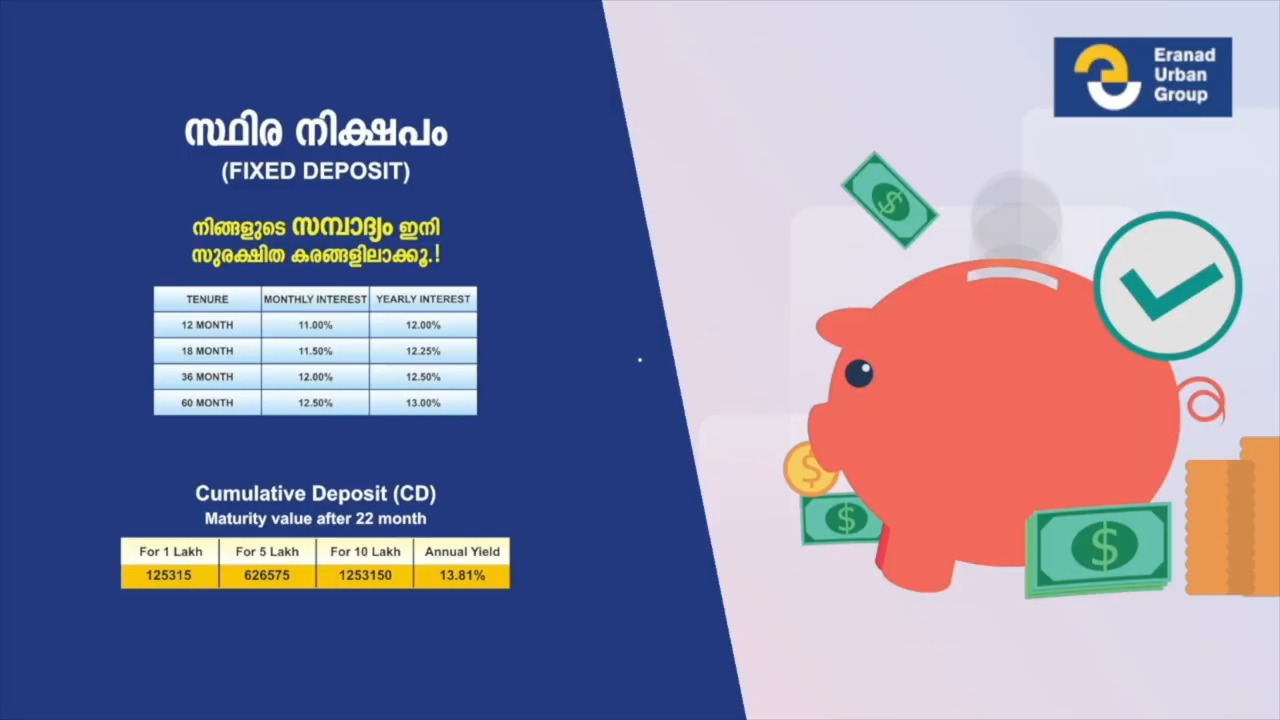 Eranad
Urban
Group
സ്ഥിര നിക്ഷപം
(FIXED DEPOSIT)
നിങ്ങളുടെ സമ്പാദ്യം ഇനി
സുരക്ഷിത കരങ്ങളിലാക്കൂ.!
TENURE MONTHLY INTEREST YEARLY INTEREST
12 MONTH 11.00% 12.00%
18 MONTH 11.50% 12.25%
36 MONTH 12.00% 12.50%
60 MONTH 12.50% 13.00%
Cumulative Deposit (CD)
Maturity value after 22 month
For 1 Lakh For 5 Lakh For 10 Lakh Annual Yield
125315 626575 1253150 13.81%